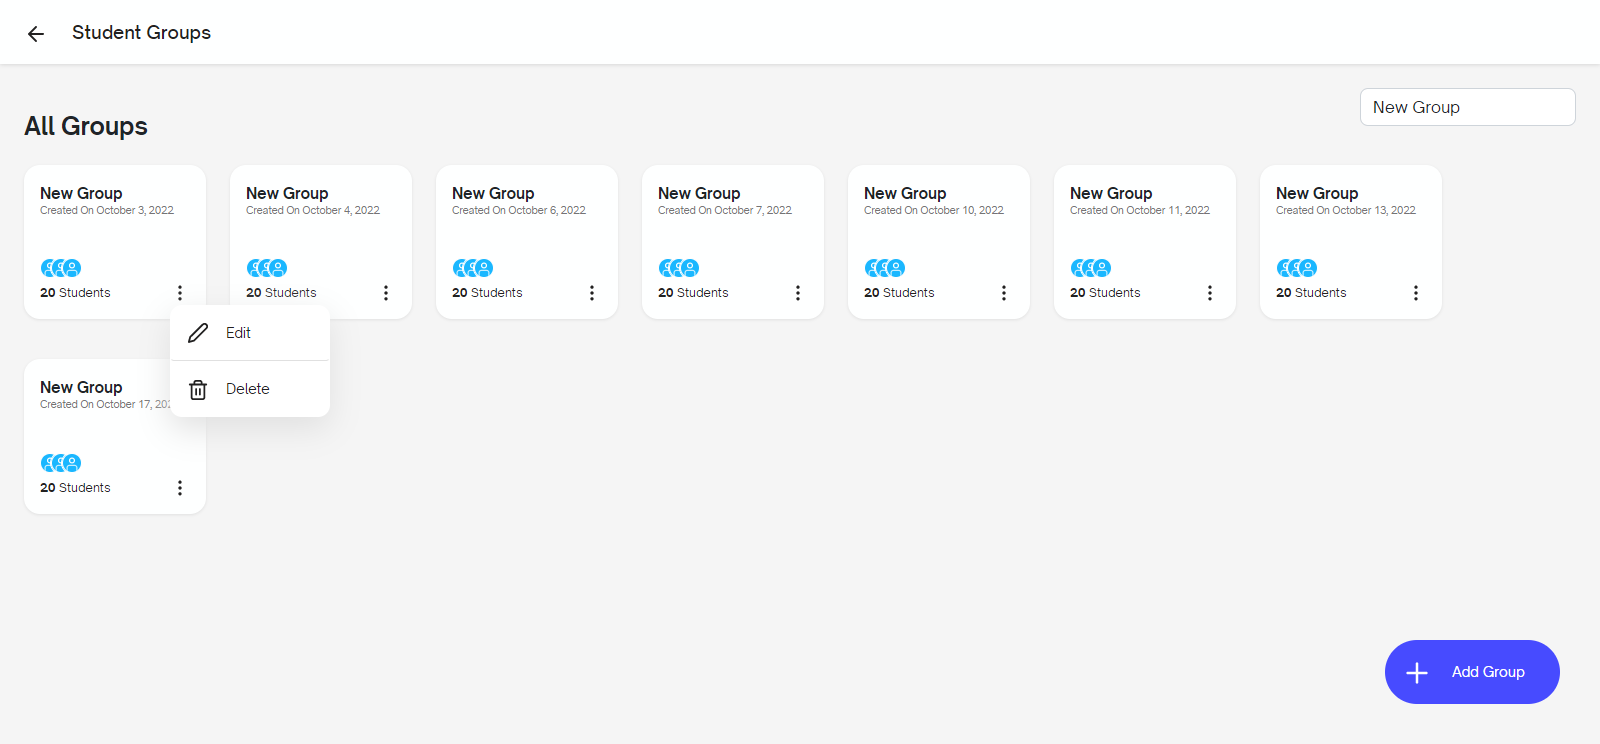 Student Groups
New Group
All Groups
New Group
Created On October 3, 2022
20 Students
New Group
Created On October 4, 2022
20 Students
New Group
Created On October 6, 2022
20 Students
New Group
Created On October 7, 2022
20 Students
New Group
Created On October 10, 2022
20 Students
New Group
Created On October 11, 2022
20 Students
New Group
Created On October 13, 2022
20 Students
Edit
Delete
New Group
Created On October 17,
20 Students
Add Group